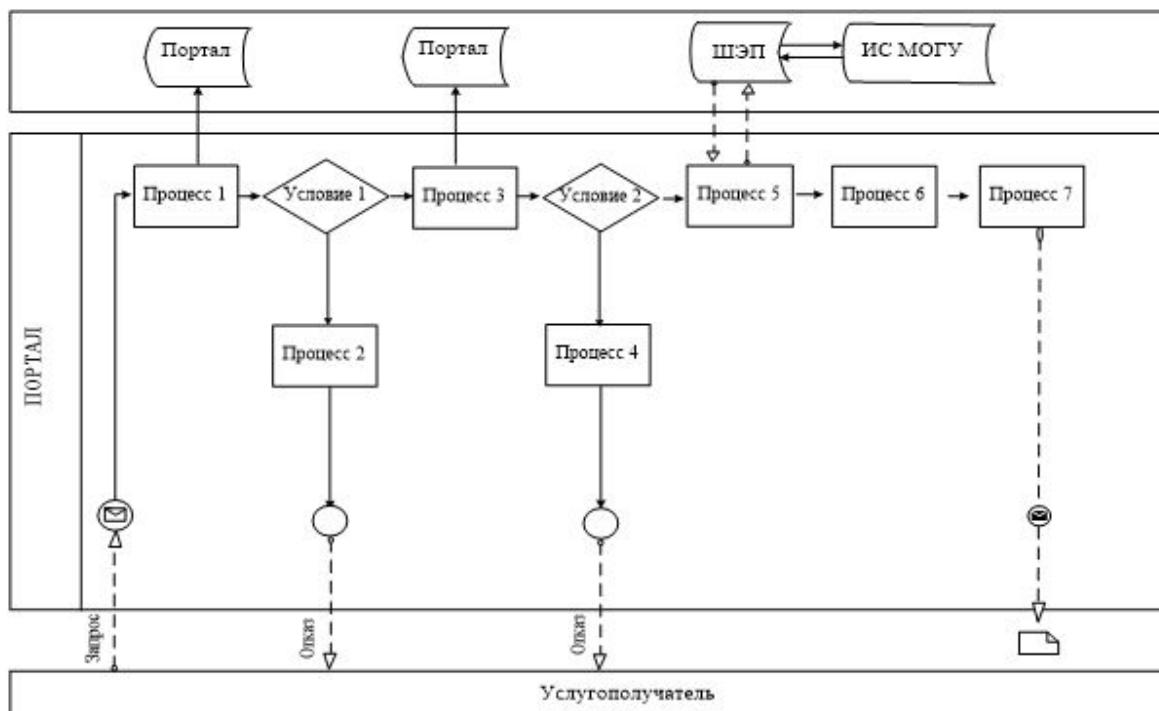 Портал
Портал
ШЭП
ИС МОГУ
ПОРТАЛ
Процесс 1
Условие 1
Процесс 3
Условие 2
Процесс 5
Процесс 6
Процесс 7
Процесс 2
Процесс 4
Запрос
Отказ
Отказ
Услугополучатель